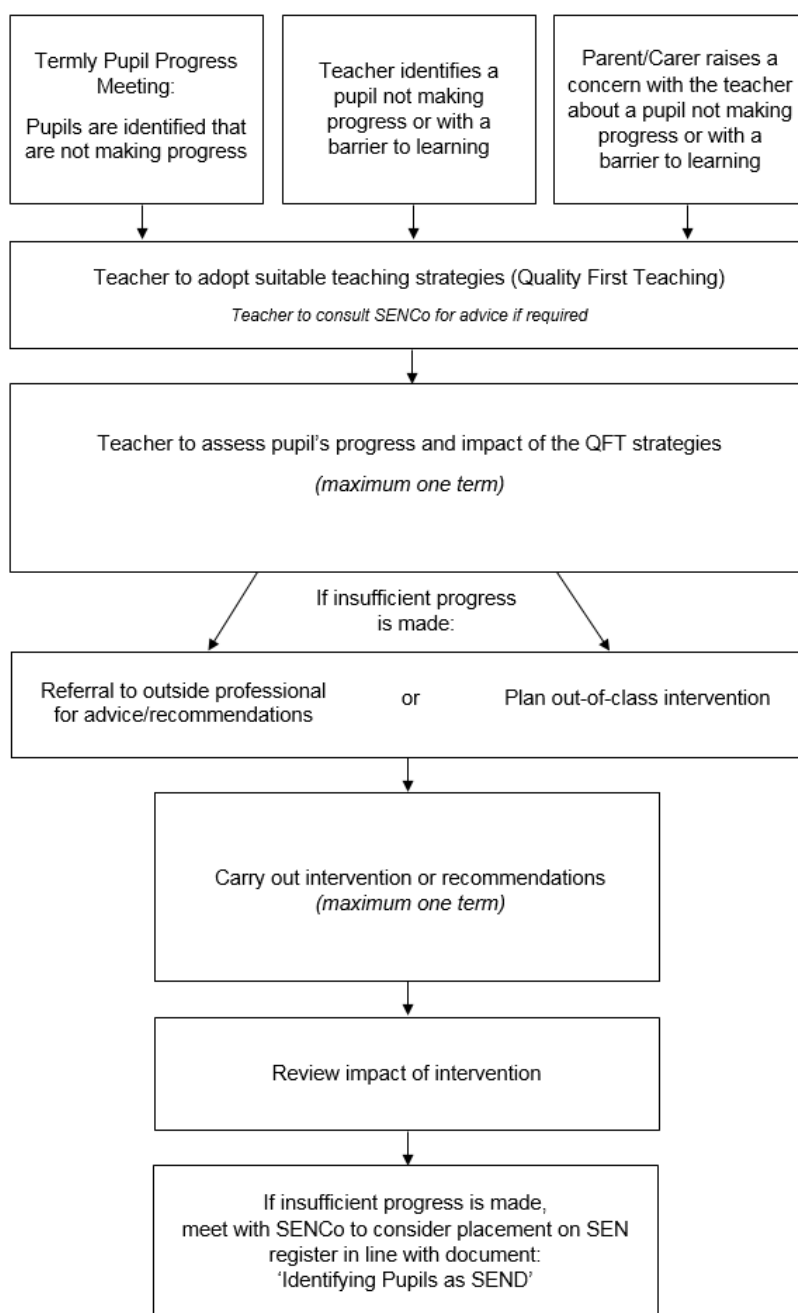 Termly Pupil Progress
Meeting:
Pupils are identified that
are not making progress
Teacher identifies a
pupil not making
progress or with a
barrier to learning
Parent/Carer raises a
concern with the teacher
about a pupil not making
progress or with a
barrier to learning
Teacher to adopt suitable teaching strategies (Quality First Teaching)
Teacher to consult SENCo for advice if required
Teacher to assess pupil's progress and impact of the QFT strategies
(maximum one term)
If insufficient progress
is made:
Referral to outside professional
for advice/recommendations
or
Plan out-of-class intervention
Carry out intervention or recommendations
(maximum one term)
Review impact of intervention
If insufficient progress is made,
meet with SENCo to consider placement on SEN
register in line with document:
‘Identifying Pupils as SEND’